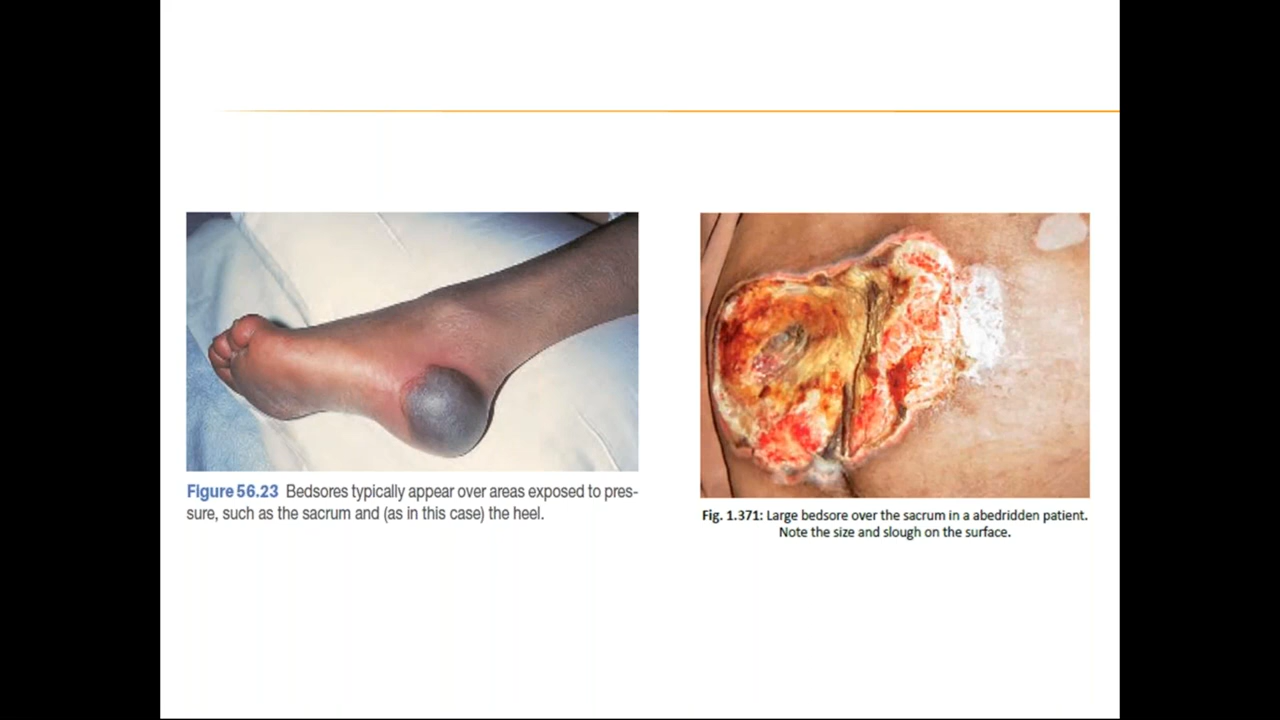 Figure 56.23 Bedsores typically appear over areas exposed to pres-
sure, such as the sacrum and (as in this case) the heel.
Fig. 1.371: Large bedsore over the sacrum in a abedridden patient.
Note the size and slough on the surface.